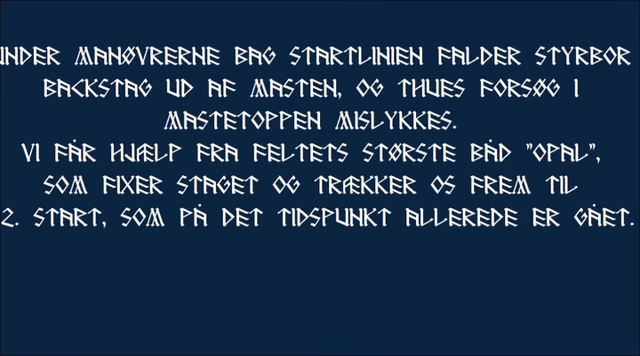 UNDER MANØVRERNE BAG STARTLINIEN FALDER STYRBOR
BACKSTAG UD AF MASTEN, OG THUES FORSØG I
MASTETOPPEN MISLYKKES.
VI FÅR HJÆLP FRA FELTETS STØRSTE BÅD "OPAL",
SOM FIXER STAGET OG TRÆKKER OS FREM TIL
2. START, SOM PÅ DET TIDSPUNKT ALLEREDE ER GÅET.